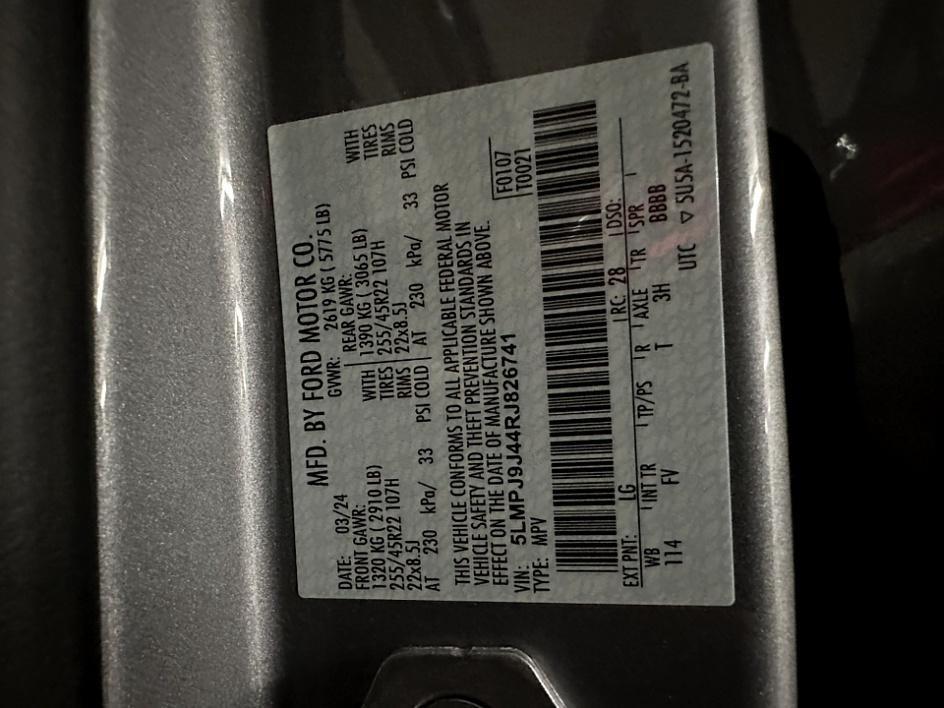 MFD. BY FORD MOTOR CO.
DATE: 03/24 GVWR: 2619 KG ( 5775 LB)
FRONT GAWR: REAR GAWR:
1320 KG ( 2910 LB) WITH 1390 KG ( 3065 LB) WITH
255/45R22 107H TIRES 255/45R22 107H TIRES
22x8.5J RIMS 22x8.5J RIMS
AT 230 kPa/ 33 PSI COLD AT 230 kPa/ 33 PSI COLD
THIS VEHICLE CONFORMS TO ALL APPLICABLE FEDERAL MOTOR
VEHICLE SAFETY AND THEFT PREVENTION STANDARDS IN
EFFECT ON THE DATE OF MANUFACTURE SHOWN ABOVE.
VIN: 5LMPJ9J44RJ826741 F0107
TYPE: MPV T0021
EXT PNT: LG RC: 28 DSO:
WB INT TR TP/PS R AXLE TR SPR
114 FV T 3H BBBB
UTC ▽ 5U5A-1520472-BA